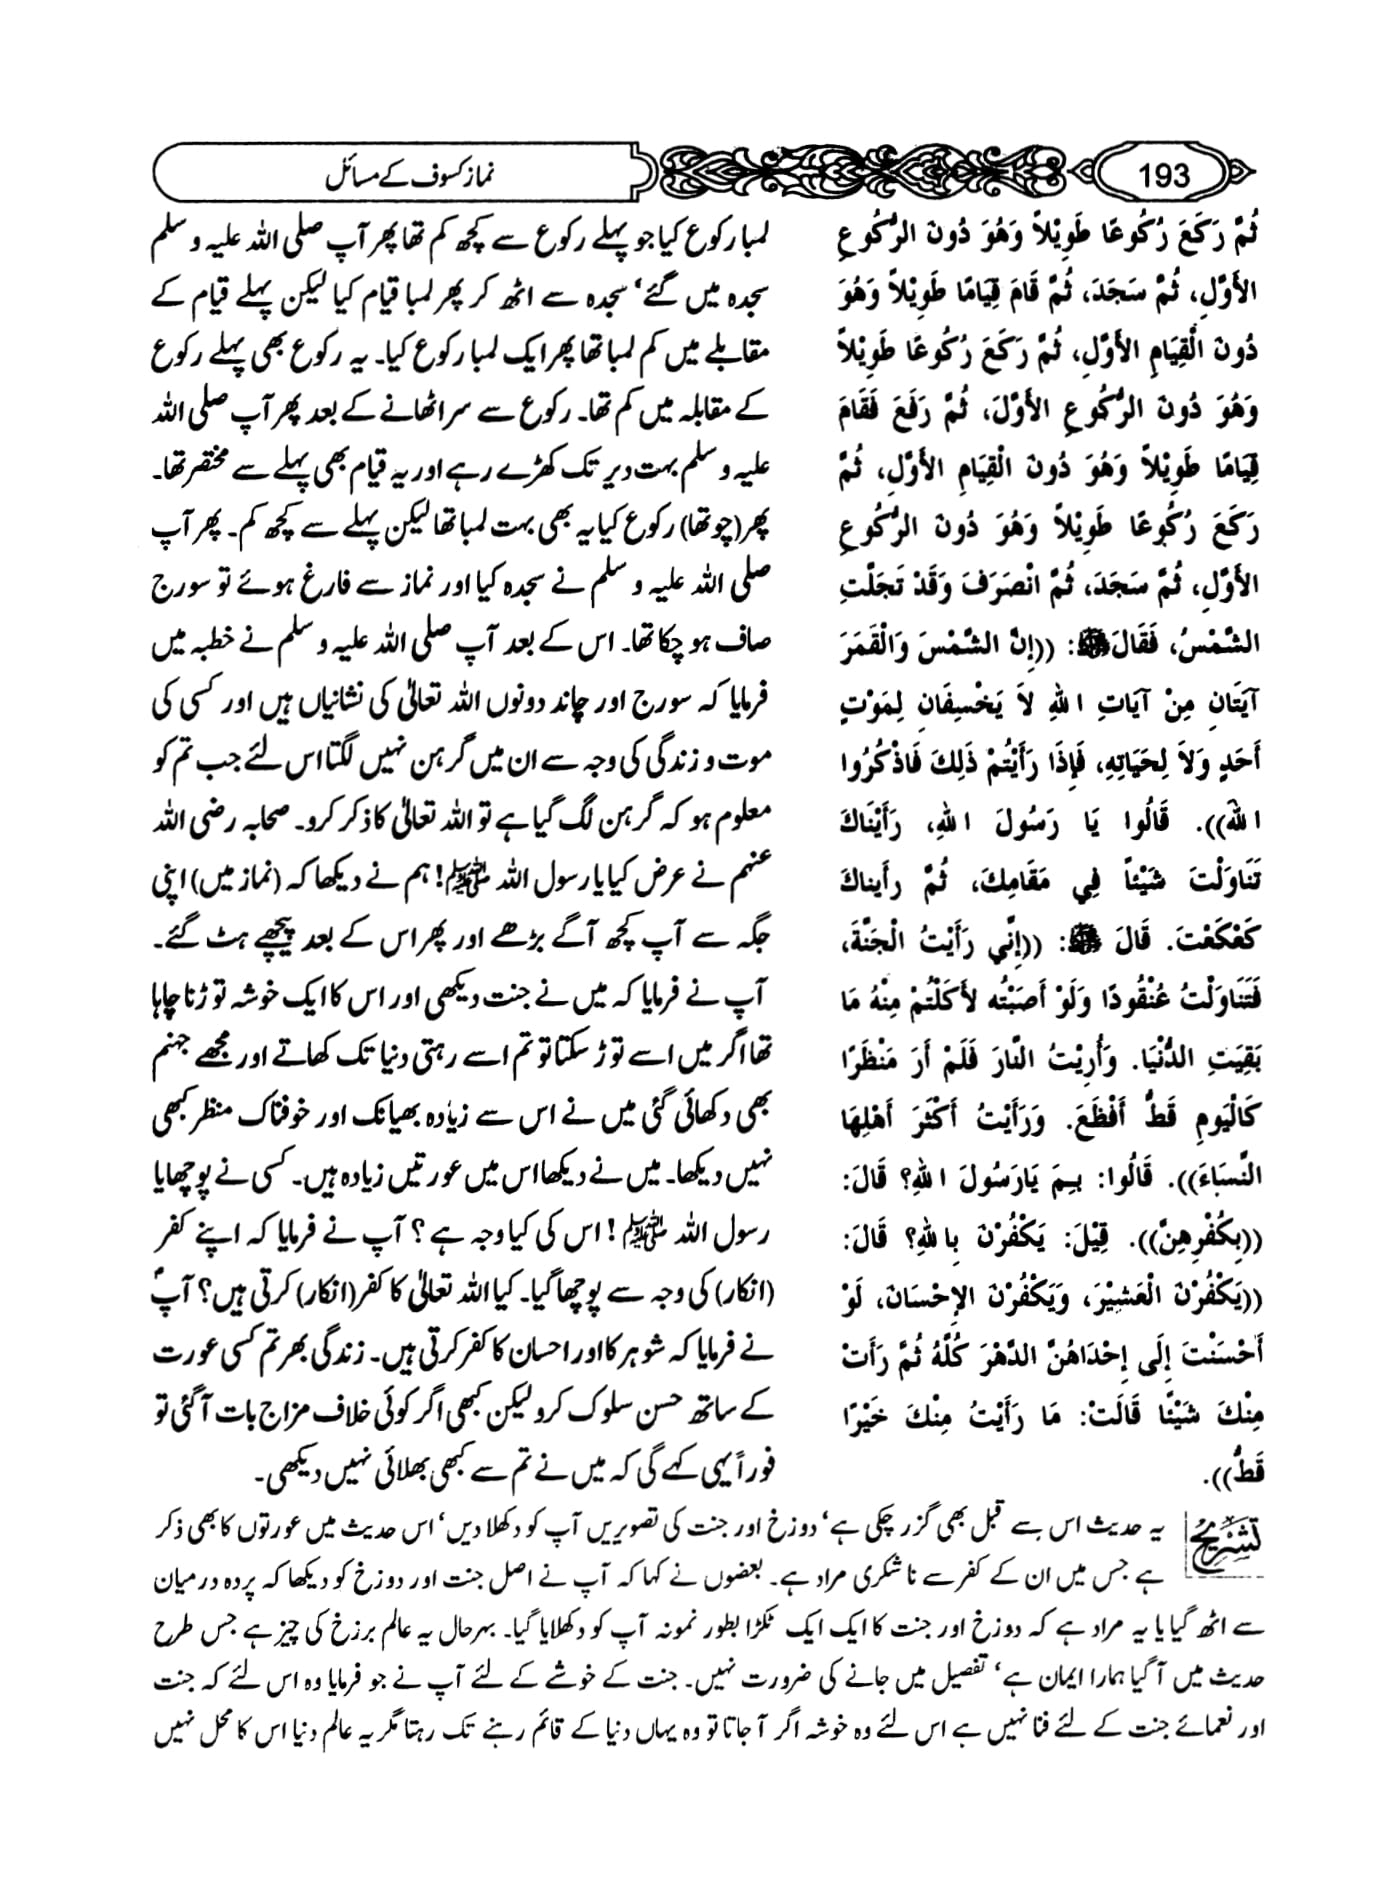 193
نماز کسوف کے مسائل
ثُمَّ رَكَعَ رُكُوعًا طَوِيْلاً وَهُوَ دُونَ الرُّكُوعِ
الأَوَّلِ، ثُمَّ سَجَدَ، ثُمَّ قَامَ قِيَامًا طَوِيْلاً وَهُوَ
دُونَ الْقِيَامِ الأَوَّلِ، ثُمَّ رَكَعَ رُكُوعًا طَوِيْلاً
وَهُوَ دُونَ الرُّكُوعِ الأَوَّلَ، ثُمَّ رَفَعَ فَقَامَ
قِيَامًا طَوِيْلاً وَهُوَ دُونَ الْقِيَامِ الأَوَّلِ، ثُمَّ
رَكَعَ رُكُوعًا طَوِيْلاً وَهُوَ دُونَ الرُّكُوعِ
الأَوَّلِ، ثُمَّ سَجَدَ، ثُمَّ انْصَرَفَ وَقَدْ تَجَلَّتِ
الشَّمْسُ، فَقَالَ ﷺ: ((إِنَّ الشَّمْسَ وَالْقَمَرَ
آيَتَانِ مِنْ آيَاتِ اللهِ لاَ يَخْسِفَانِ لِمَوْتِ
أَحَدٍ وَلاَ لِحَيَاتِهِ، فَإِذَا رَأَيْتُمْ ذَلِكَ فَاذْكُرُوا
اللهَ)). قَالُوا يَا رَسُولَ اللهِ، رَأَيْنَاكَ
تَنَاوَلْتَ شَيْئاً فِي مَقَامِكَ، ثُمَّ رأَيناكَ
كَعْكَعْتَ. قَالَ ﷺ: ((إِنِّي رَأَيْتُ الْجَنَّةَ،
فَتَنَاوَلْتُ عُنْقُودًا وَلَوْ أَصَبْتُه لأَكَلْتُمْ مِنْهُ مَا
بَقِيَتِ الدُّنْيَا. وَأُرِيْتُ النَّارَ فَلَمْ أَرَ مَنْظَرًا
كَالْيَومِ قَطُّ أَفْظَعَ. وَرَأَيْتُ أَكْثَرَ أَهْلِهَا
النِّسَاءَ)). قَالُوا: بِمَ يَارَسُولَ اللهِ؟ قَالَ:
((بِكُفْرِهِنَّ)). قِيْلَ: يَكْفُرْنَ بِاللهِ؟ قَالَ:
((يَكْفُرْنَ الْعَشِيْرَ، وَيَكْفُرْنَ الإِحْسَانَ، لَوْ
أَحْسَنْتَ إِلَى إِحْدَاهُنَّ الدَّهْرَ كُلَّهُ ثُمَّ رَأَتْ
مِنْكَ شَيْئًا قَالَتْ: مَا رَأَيْتُ مِنْكَ خَيْرًا
قَطُّ)).
لمبا رکوع کیا جو پہلے رکوع سے کچھ کم تھا پھر آپ صلی اللہ علیہ و سلم
سجدہ میں گئے‘ سجدہ سے اٹھ کر پھر لمبا قیام کیا لیکن پہلے قیام کے
مقابلے میں کم لمبا تھا پھر ایک لمبا رکوع کیا۔ یہ رکوع بھی پہلے رکوع
کے مقابلہ میں کم تھا۔ رکوع سے سر اٹھانے کے بعد پھر آپ صلی اللہ
علیہ و سلم بہت دیر تک کھڑے رہے اور یہ قیام بھی پہلے سے مختصر تھا۔
پھر (چوتھا) رکوع کیا یہ بھی بہت لمبا تھا لیکن پہلے سے کچھ کم۔ پھر آپ
صلی اللہ علیہ و سلم نے سجدہ کیا اور نماز سے فارغ ہوئے تو سورج
صاف ہو چکا تھا۔ اس کے بعد آپ صلی اللہ علیہ و سلم نے خطبہ میں
فرمایا کہ سورج اور چاند دونوں اللہ تعالیٰ کی نشانیاں ہیں اور کسی کی
موت و زندگی کی وجہ سے ان میں گرہن نہیں لگتا اس لئے جب تم کو
معلوم ہو کہ گرہن لگ گیا ہے تو اللہ تعالیٰ کا ذکر کرو۔ صحابہ رضی اللہ
عنہم نے عرض کیا یا رسول اللہ ﷺ! ہم نے دیکھا کہ (نماز میں) اپنی
جگہ سے آپ کچھ آگے بڑھے اور پھر اس کے بعد پیچھے ہٹ گئے۔
آپ نے فرمایا کہ میں نے جنت دیکھی اور اس کا ایک خوشہ توڑنا چاہا
تھا اگر میں اسے توڑ سکتا تو تم اسے رہتی دنیا تک کھاتے اور مجھے جہنم
بھی دکھائی گئی میں نے اس سے زیادہ بھیانک اور خوفناک منظر کبھی
نہیں دیکھا۔ میں نے دیکھا اس میں عورتیں زیادہ ہیں۔ کسی نے پوچھا یا
رسول اللہ ﷺ! اس کی کیا وجہ ہے؟ آپ نے فرمایا کہ اپنے کفر
(انکار) کی وجہ سے پوچھا گیا۔ کیا اللہ تعالیٰ کا کفر (انکار) کرتی ہیں؟ آپؐ
نے فرمایا کہ شوہر کا اور احسان کا کفر کرتی ہیں۔ زندگی بھر تم کسی عورت
کے ساتھ حسن سلوک کرو لیکن کبھی اگر کوئی خلاف مزاج بات آگئی تو
فوراً یہی کہے گی کہ میں نے تم سے کبھی بھلائی نہیں دیکھی۔
تشریح یہ حدیث اس سے قبل بھی گزر چکی ہے‘ دوزخ اور جنت کی تصویریں آپ کو دکھلا دیں‘ اس حدیث میں عورتوں کا بھی ذکر
ہے جس میں ان کے کفر سے ناشکری مراد ہے۔ بعضوں نے کہا کہ آپ نے اصل جنت اور دوزخ کو دیکھا کہ پردہ درمیان
سے اٹھ گیا یا یہ مراد ہے کہ دوزخ اور جنت کا ایک ایک ٹکڑا بطور نمونہ آپ کو دکھلایا گیا۔ بہرحال یہ عالم برزخ کی چیز ہے جس طرح
حدیث میں آگیا ہمارا ایمان ہے‘ تفصیل میں جانے کی ضرورت نہیں۔ جنت کے خوشے کے لئے آپ نے جو فرمایا وہ اس لئے کہ جنت
اور نعمائے جنت کے لئے فنا نہیں ہے اس لئے وہ خوشہ اگر آ جاتا تو وہ یہاں دنیا کے قائم رہنے تک رہتا مگر یہ عالم دنیا اس کا محل نہیں